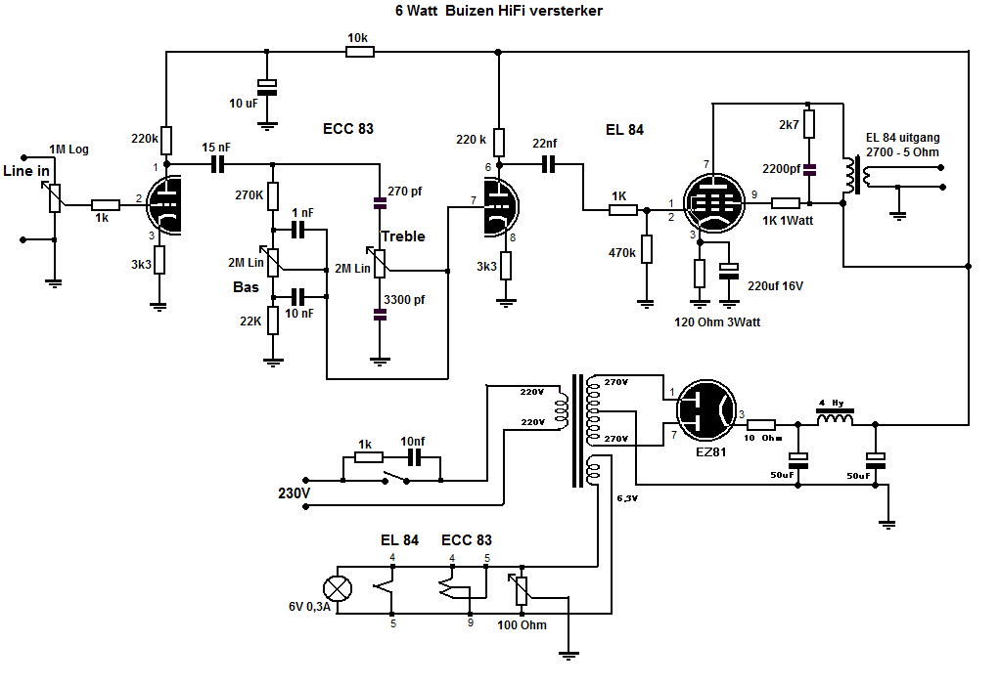 6 Watt Buizen HiFi versterker
10k
10 uF
ECC 83
EL 84
220k
220 k
22nf
2k7
EL 84 uitgang
2700 - 5 Ohm
1M Log
15 nF
1
6
7
2200pf
Line in
2
270K
270 pf
7
1K
1
9
1k
1 nF
2
1K 1Watt
3
Treble
8
3
3k3
2M Lin
2M Lin
3k3
470k
Bas
220uf 16V
10 nF
3300 pf
22K
120 Ohm 3Watt
270V
220V
1
4 Hy
3
220V
270V
7
10 Ohm
1k
10nf
EZ81
50uF
50uF
230V
6,3V
EL 84
ECC 83
4
4
5
6V 0,3A
5
9
100 Ohm